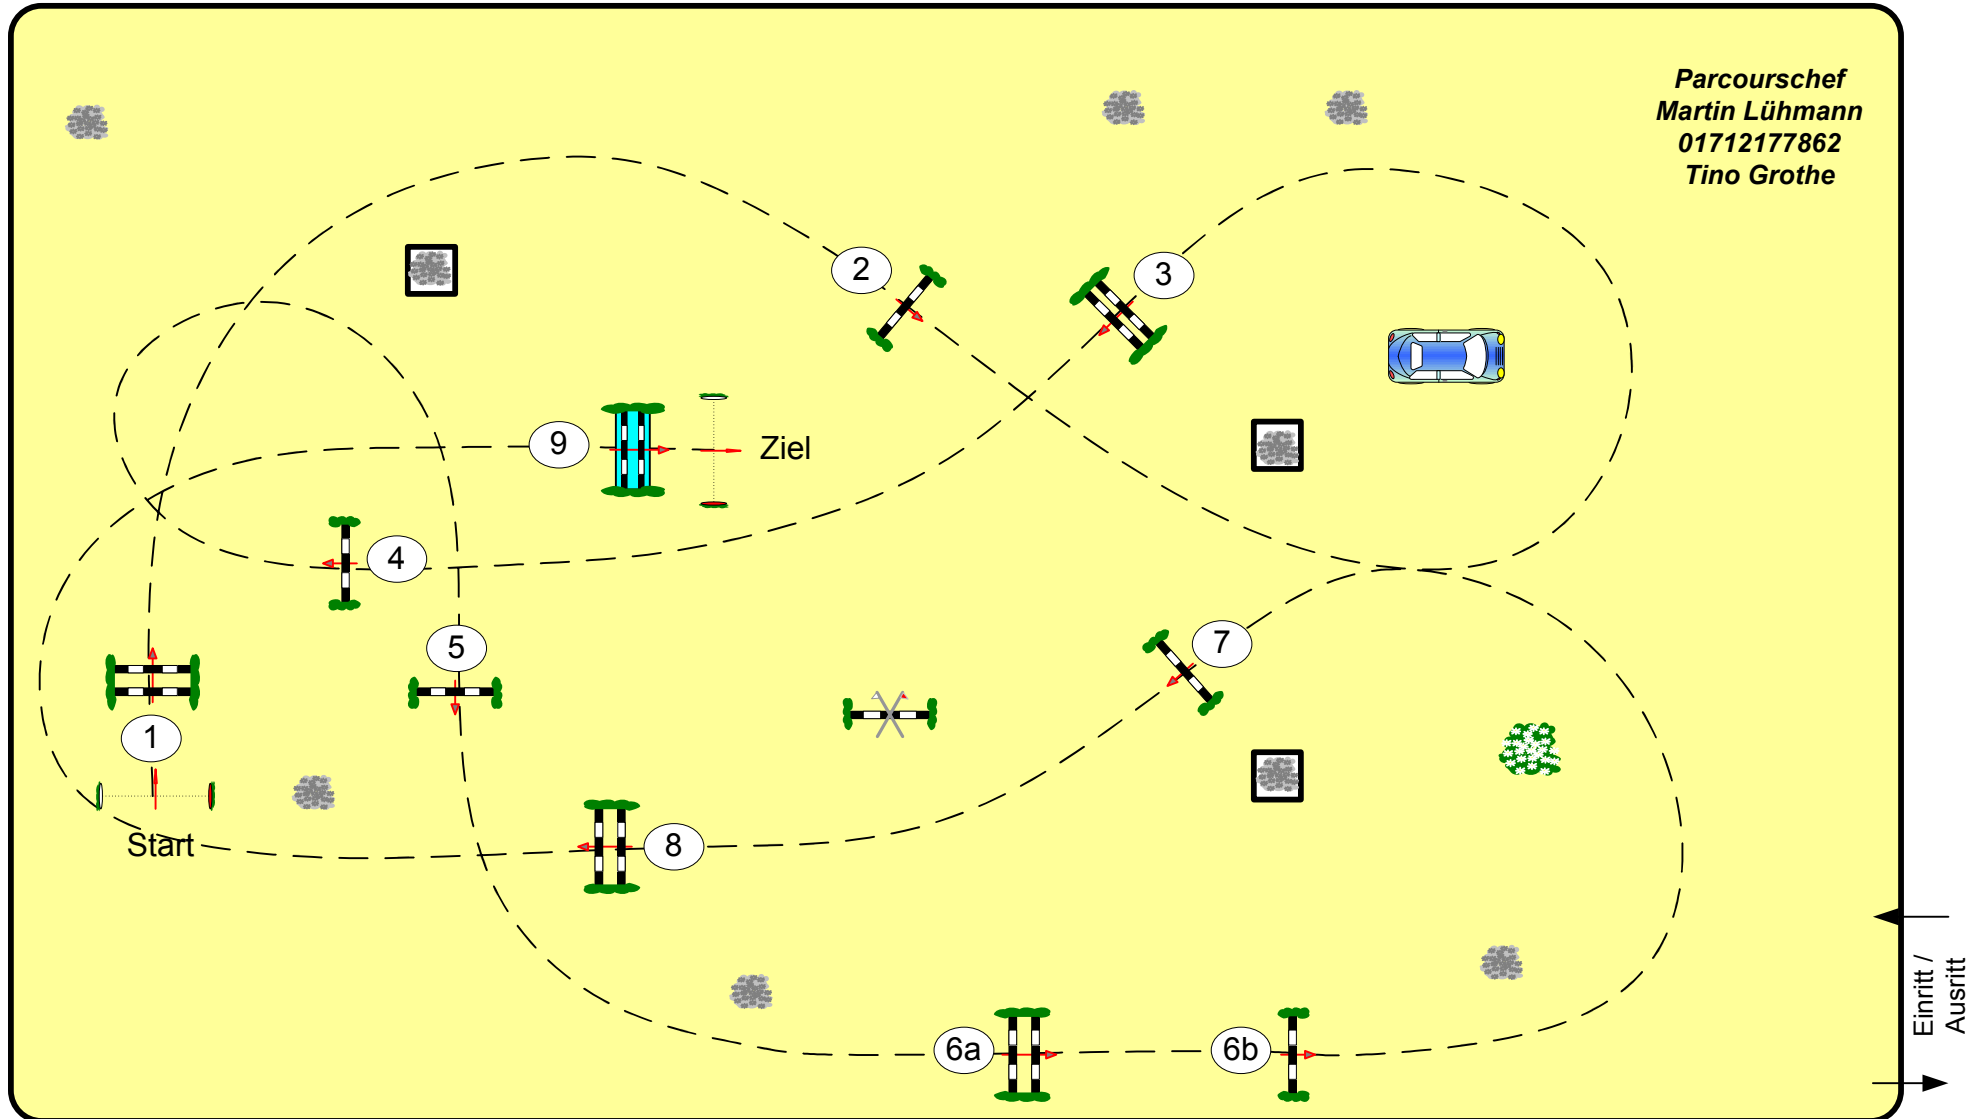 Parcourschef
Martin Lühmann
01712177862
Tino Grothe
2
3
9
Ziel
4
5
7
1
Start
8
6a
6b
Einritt /
Ausritt